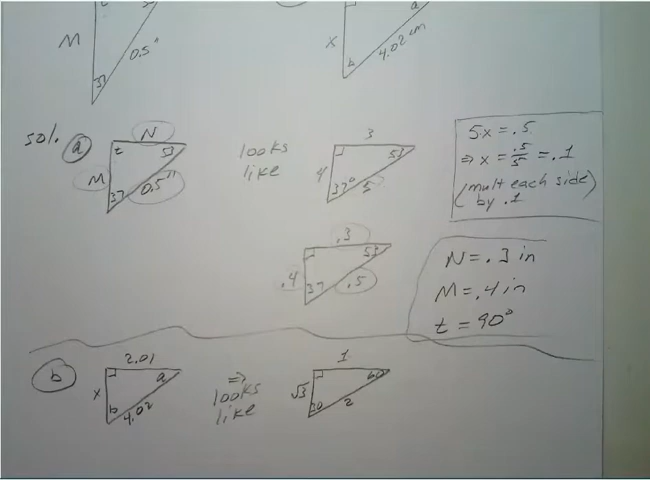 M
37
0.5"
x
a
b
4.02 cm
sol.
a
N
t
53
M
37
0.5"
looks
like
3
53
4
37°
5
5x = .5
⇒ x = .5/5 = .1
(mult each side)
by .1
.3
53
.4
37
.5
N = .3 in
M = .4 in
t = 90°
b
2.01
x
a
b
4.02
⇒
looks
like
1
60
√3
30
2